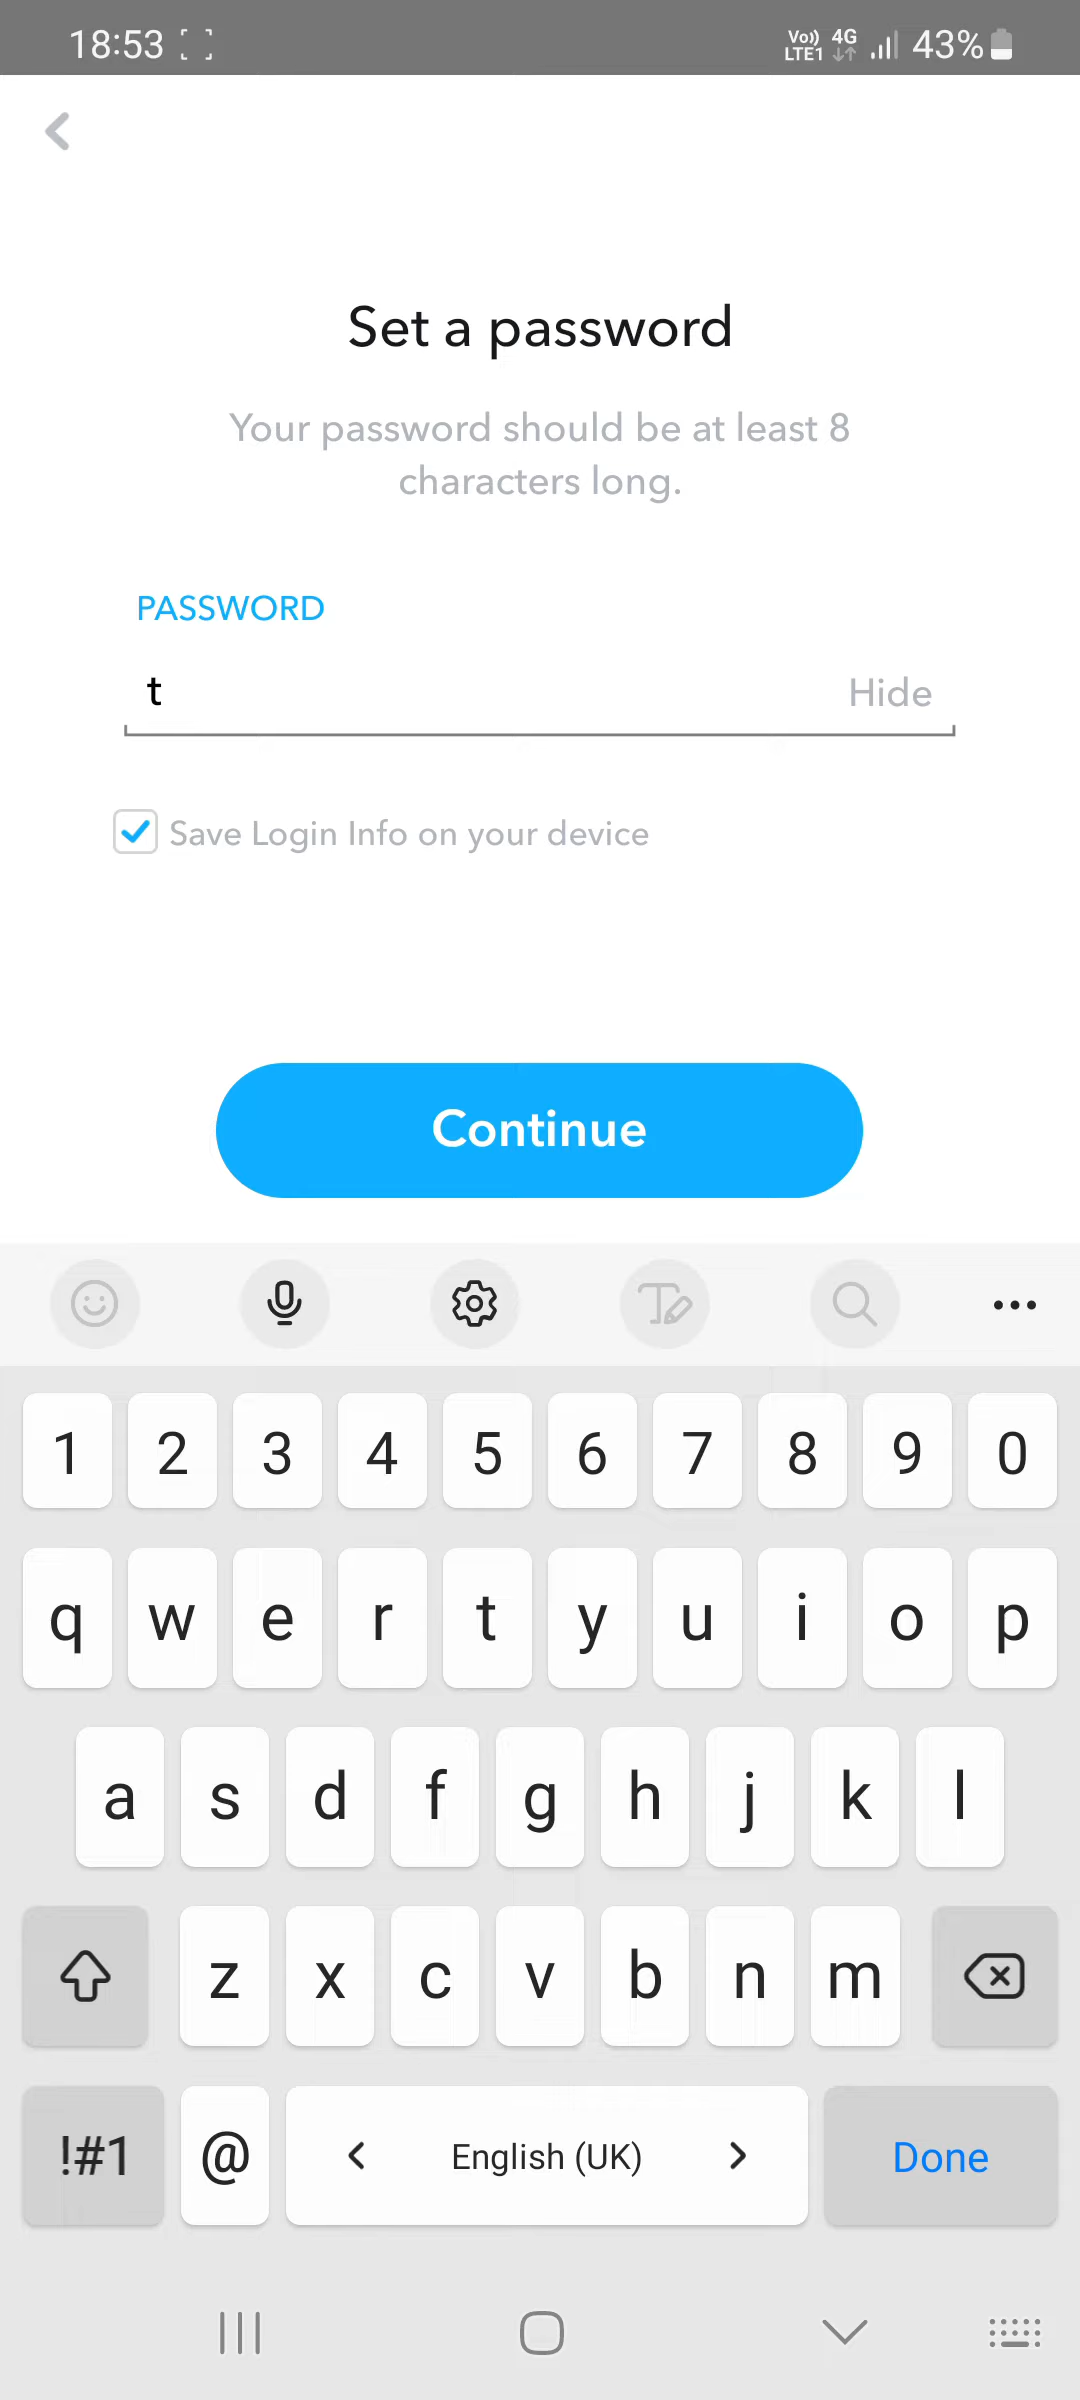 18:53
Vo)) LTE1 4G 43%
Set a password
Your password should be at least 8
characters long.
PASSWORD
t
Hide
Save Login Info on your device
Continue
1 2 3 4 5 6 7 8 9 0
q w e r t y u i o p
a s d f g h j k l
z x c v b n m
!#1 @ < English (UK) > Done